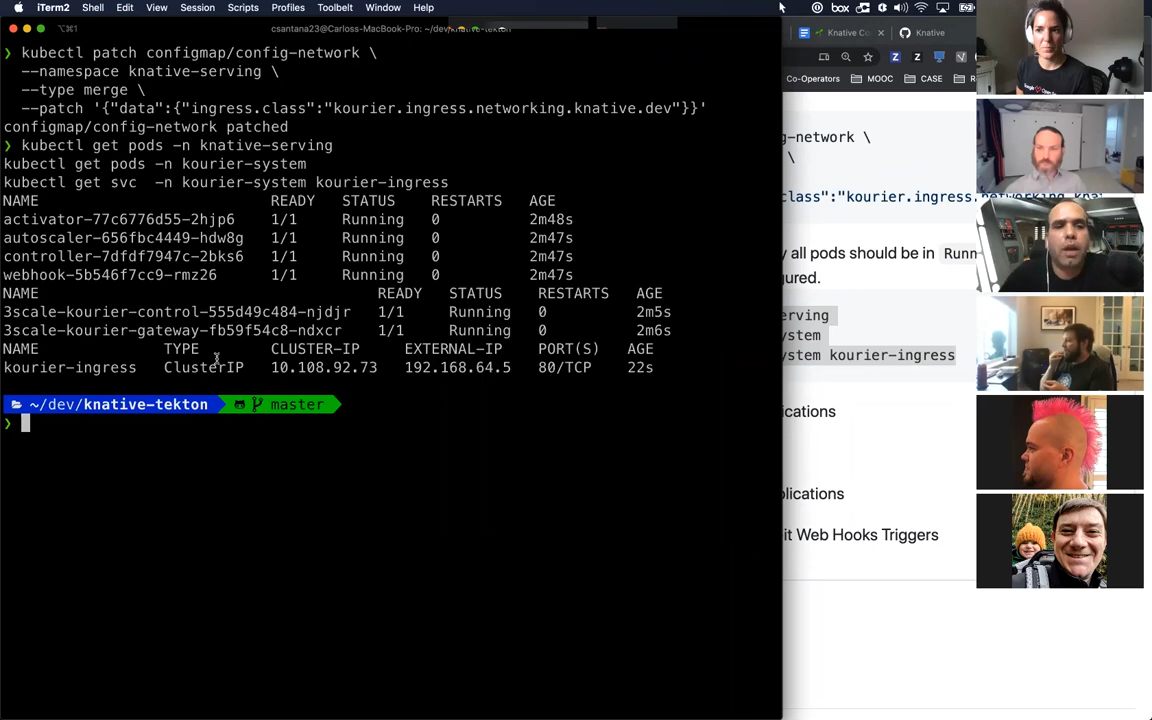 iTerm2 Shell Edit View Session Scripts Profiles Toolbelt Window Help
box
⌥⌘1
csantana23@Carloss-MacBook-Pro: ~/dev/knative-tekton
❯ kubectl patch configmap/config-network \
--namespace knative-serving \
--type merge \
--patch '{"data":{"ingress.class":"kourier.ingress.networking.knative.dev"}}'
configmap/config-network patched
❯ kubectl get pods -n knative-serving
kubectl get pods -n kourier-system
kubectl get svc -n kourier-system kourier-ingress
NAME READY STATUS RESTARTS AGE
activator-77c6776d55-2hjp6 1/1 Running 0 2m48s
autoscaler-656fbc4449-hdw8g 1/1 Running 0 2m47s
controller-7dfdf7947c-2bks6 1/1 Running 0 2m47s
webhook-5b546f7cc9-rmz26 1/1 Running 0 2m47s
NAME READY STATUS RESTARTS AGE
3scale-kourier-control-555d49c484-njdjr 1/1 Running 0 2m5s
3scale-kourier-gateway-fb59f54c8-ndxcr 1/1 Running 0 2m6s
NAME TYPE CLUSTER-IP EXTERNAL-IP PORT(S) AGE
kourier-ingress ClusterIP 10.108.92.73 192.168.64.5 80/TCP 22s
~/dev/knative-tekton master
❯
Knative Co Knative
Co-Operators MOOC CASE
g-network \
\
class":"kourier.ingress.networking.kna
y all pods should be in Runn
ured.
erving
ystem
ystem kourier-ingress
ications
plications
it Web Hooks Triggers